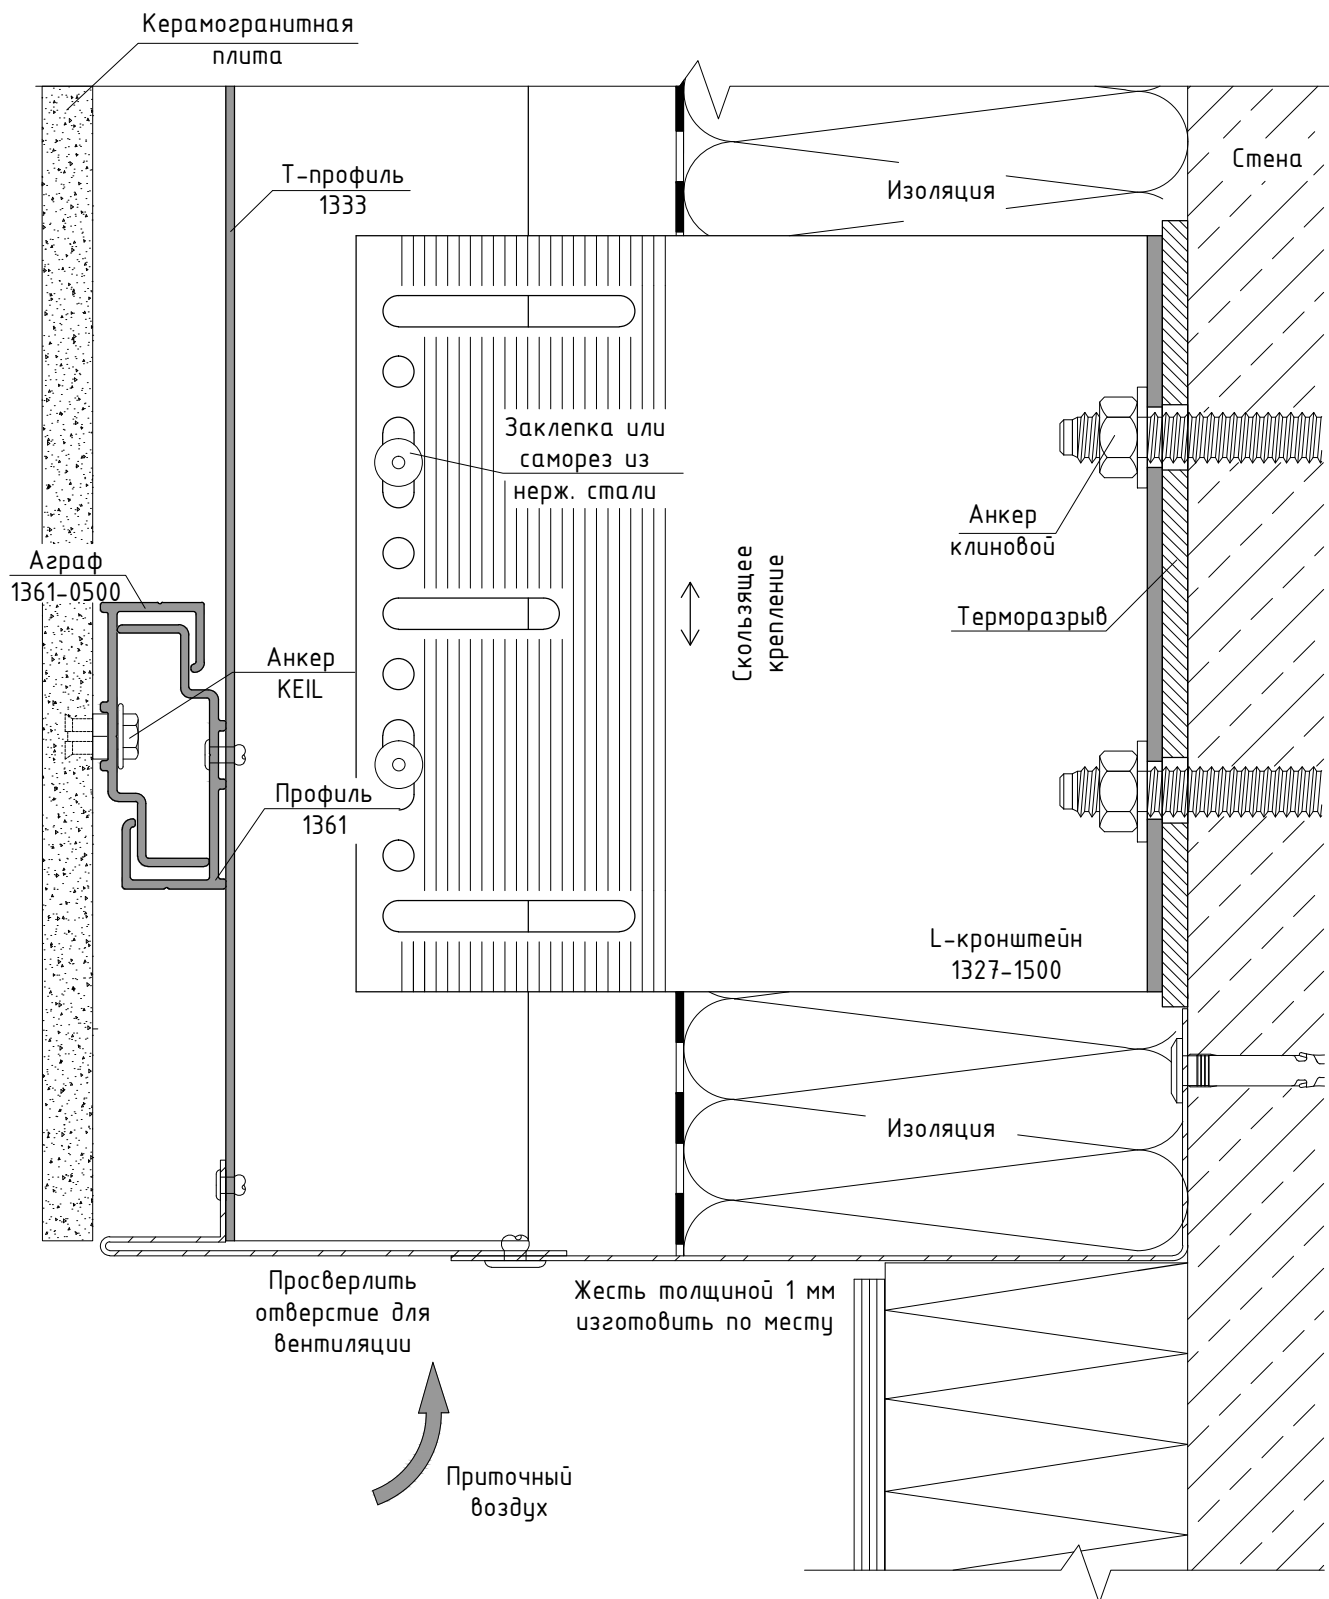 Керамогранитная
плита
Стена
Т-профиль
1333
Изоляция
Заклепка или
саморез из
нерж. стали
Анкер
клиновой
Аграф
1361-0500
Скользящее
крепление
Терморазрыв
Анкер
KEIL
Профиль
1361
L-кронштейн
1327-1500
Изоляция
Просверлить
отверстие для
вентиляции
Жесть толщиной 1 мм
изготовить по месту
Приточный
воздух